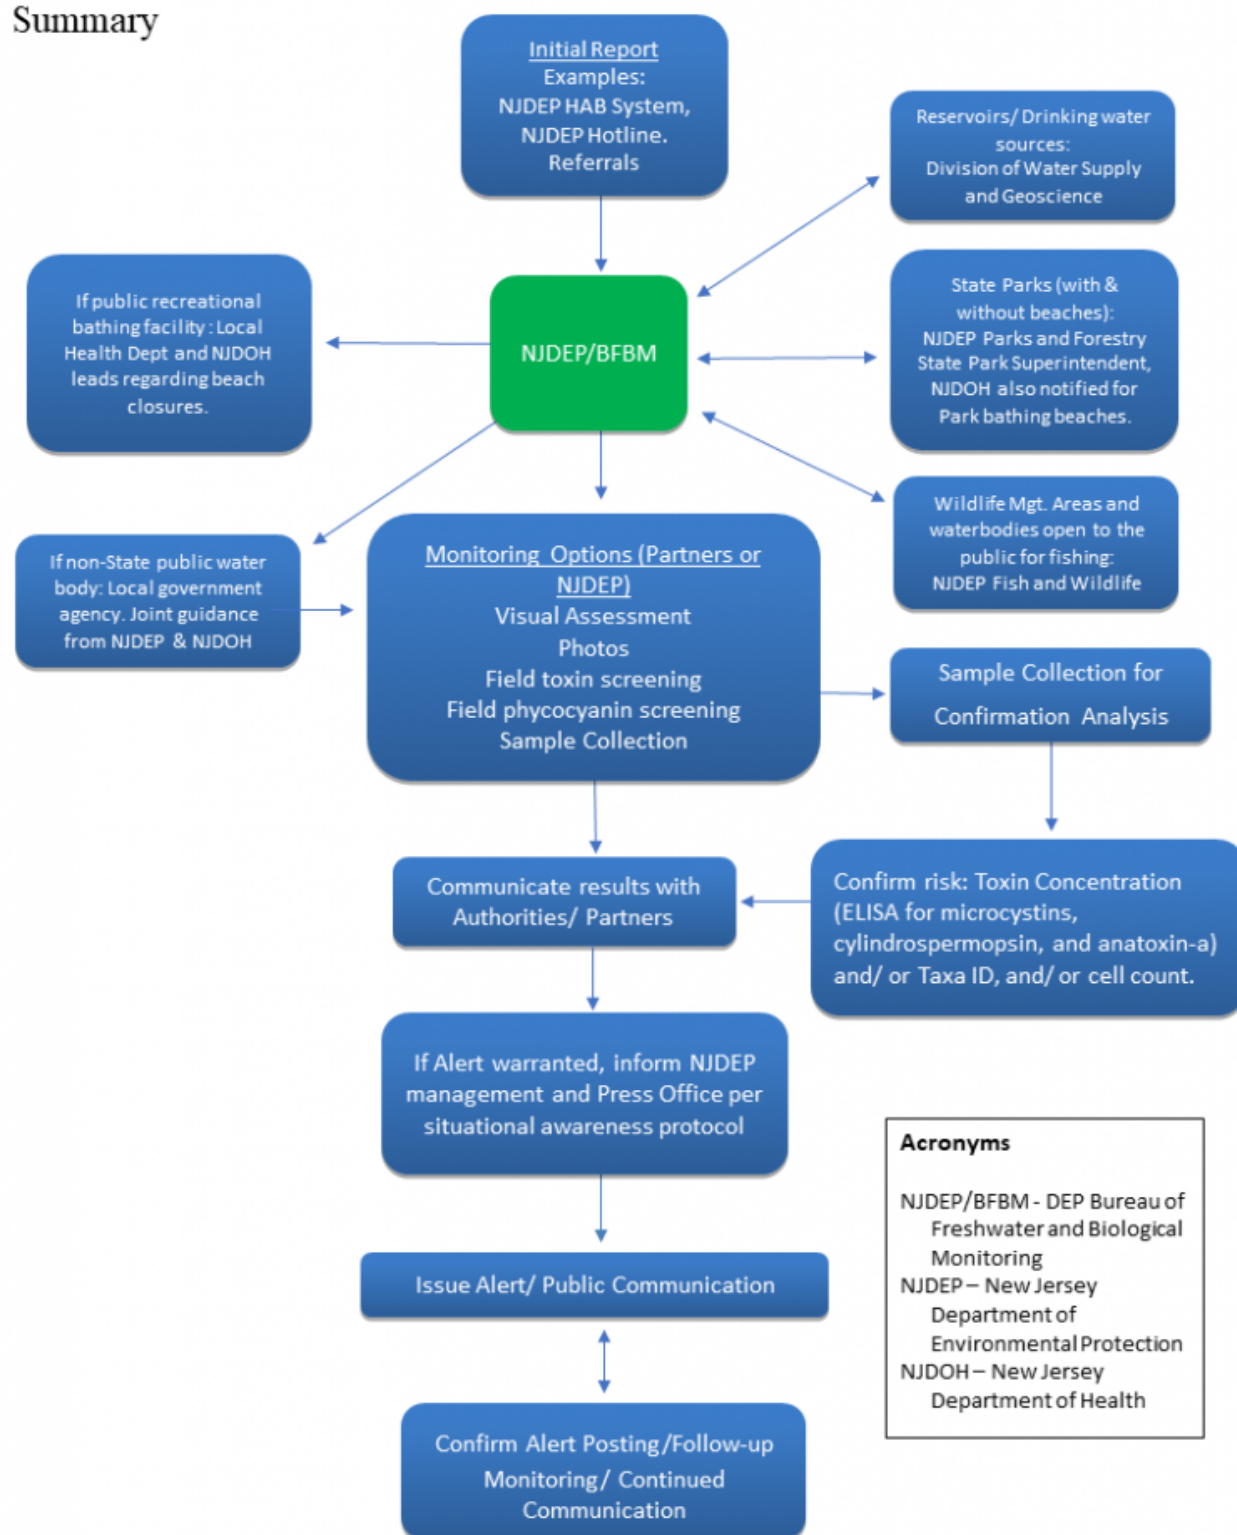 Summary
Initial Report
Examples:
NJDEP HAB System,
NJDEP Hotline.
Referrals
Reservoirs/ Drinking water
sources:
Division of Water Supply
and Geoscience
If public recreational
bathing facility : Local
Health Dept and NJDOH
leads regarding beach
closures.
NJDEP/BFBM
State Parks (with &
without beaches):
NJDEP Parks and Forestry
State Park Superintendent,
NJDOH also notified for
Park bathing beaches.
Wildlife Mgt. Areas and
waterbodies open to the
public for fishing:
NJDEP Fish and Wildlife
If non-State public water
body: Local government
agency. Joint guidance
from NJDEP & NJDOH
Monitoring Options (Partners or
NJDEP)
Visual Assessment
Photos
Field toxin screening
Field phycocyanin screening
Sample Collection
Sample Collection for
Confirmation Analysis
Confirm risk: Toxin Concentration
(ELISA for microcystins,
cylindrospermopsin, and anatoxin-a)
and/ or Taxa ID, and/ or cell count.
Communicate results with
Authorities/ Partners
If Alert warranted, inform NJDEP
management and Press Office per
situational awareness protocol
Issue Alert/ Public Communication
Confirm Alert Posting/Follow-up
Monitoring/ Continued
Communication
Acronyms
NJDEP/BFBM - DEP Bureau of
Freshwater and Biological
Monitoring
NJDEP – New Jersey
Department of
Environmental Protection
NJDOH – New Jersey
Department of Health